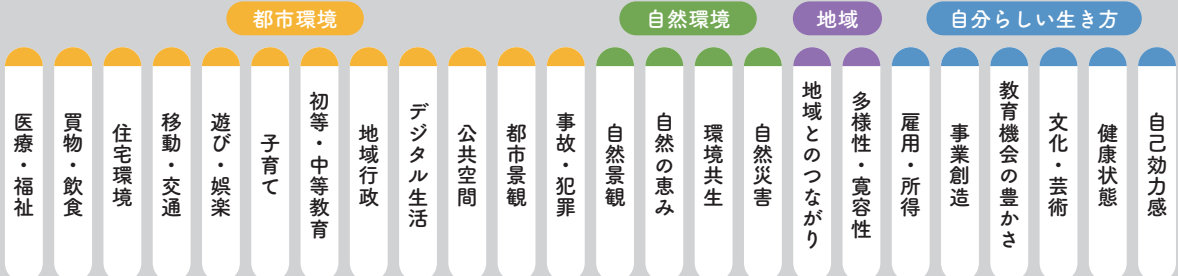 都市環境
自然環境
地域
自分らしい生き方
医療・福祉
買物・飲食
住宅環境
移動・交通
遊び・娯楽
子育て
初等・中等教育
地域行政
デジタル生活
公共空間
都市景観
事故・犯罪
自然景観
自然の恵み
環境共生
自然災害
地域とのつながり
多様性・寛容性
雇用・所得
事業創造
教育機会の豊かさ
文化・芸術
健康状態
自己効力感